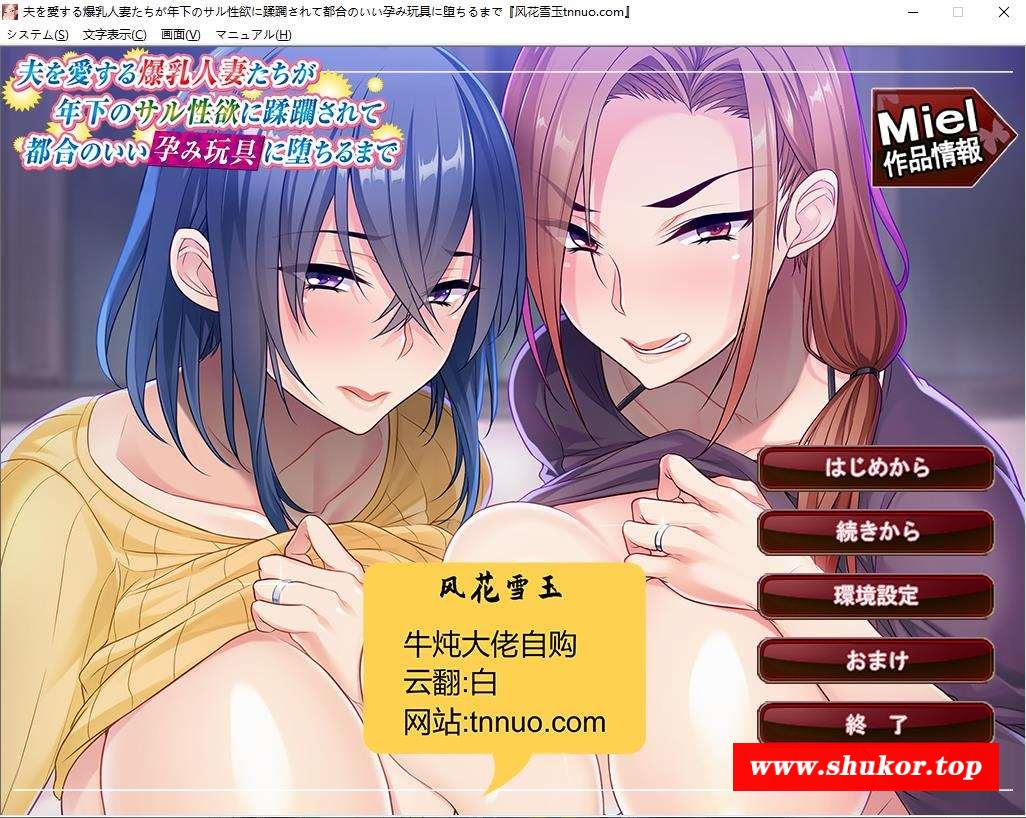 夫を愛する爆乳人妻たちが年下のサル性欲に蹂躙されて都合のいい孕み玩具に堕ちるまで『风花雪玉tnnuo.com』
システム(S) 文字表示(C) 画面(V) マニュアル(H)
夫を愛する爆乳人妻たちが
年下のサル性欲に蹂躙されて
都合のいい孕み玩具に堕ちるまで
Miel
作品情報
はじめから
続きから
環境設定
おまけ
終 了
风花雪玉
牛炖大佬自购
云翻:白
网站:tnnuo.com
www.shukor.top